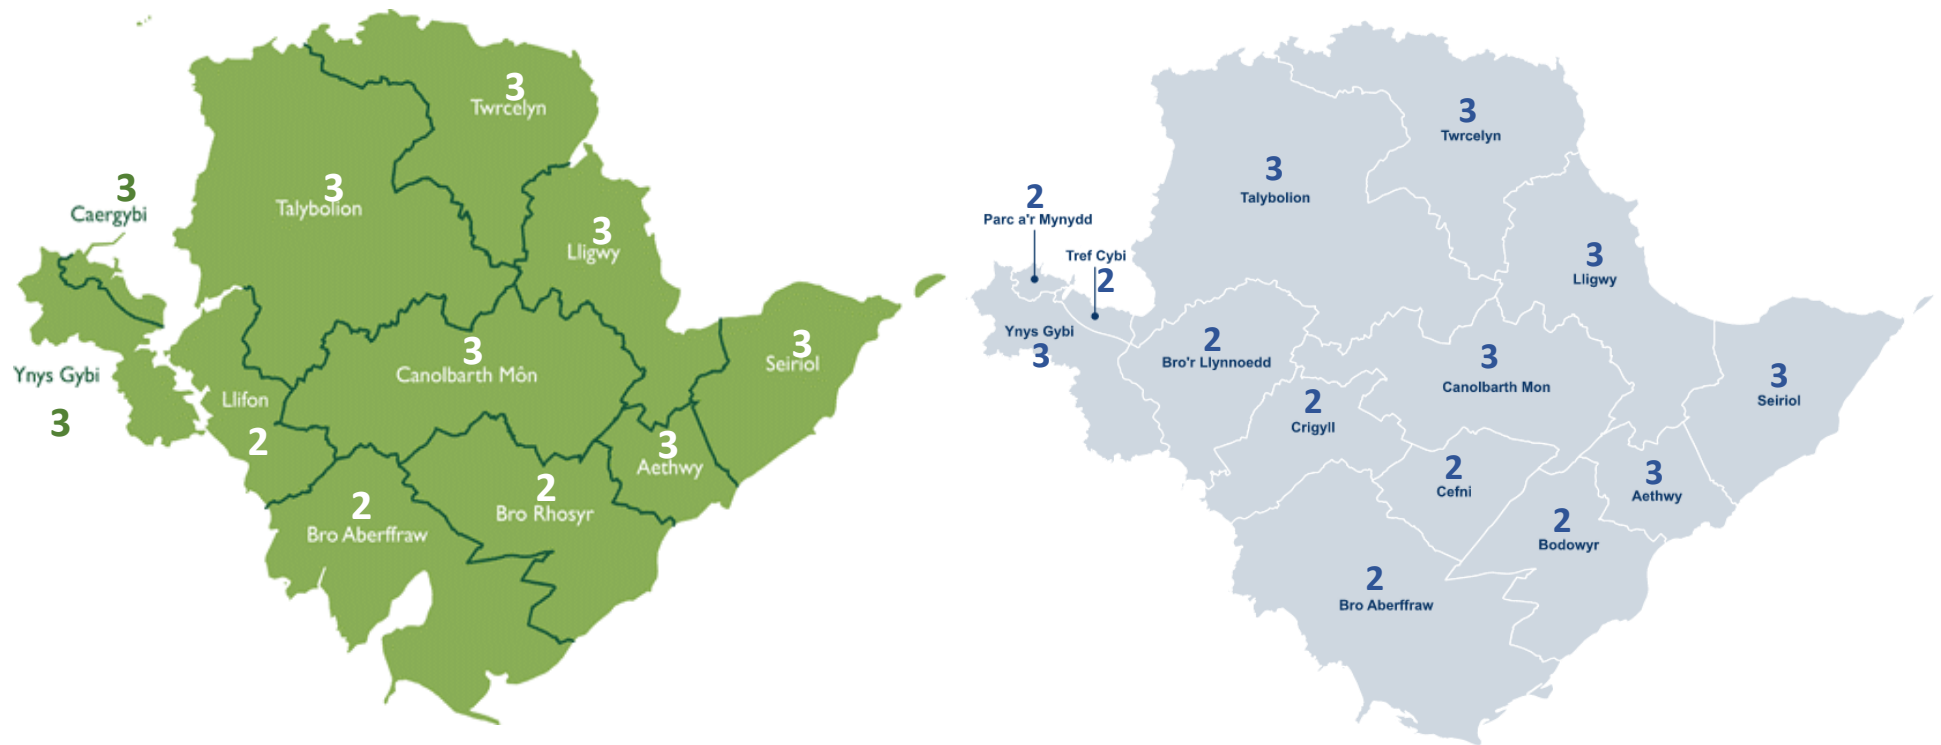 3
Twrcelyn
3
Caergybi
3
Talybolion
3
Lligwy
3
Canolbarth Môn
3
Seiriol
Ynys Gybi
3
Llifon
2
3
Aethwy
2
Bro Rhosyr
2
Bro Aberffraw
3
Twrcelyn
3
Talybolion
2
Parc a'r Mynydd
Tref Cybi
2
3
Lligwy
Ynys Gybi
3
2
Bro'r Llynnoedd
3
Canolbarth Mon
3
Seiriol
2
Crigyll
2
Cefni
3
Aethwy
2
Bodowyr
2
Bro Aberffraw